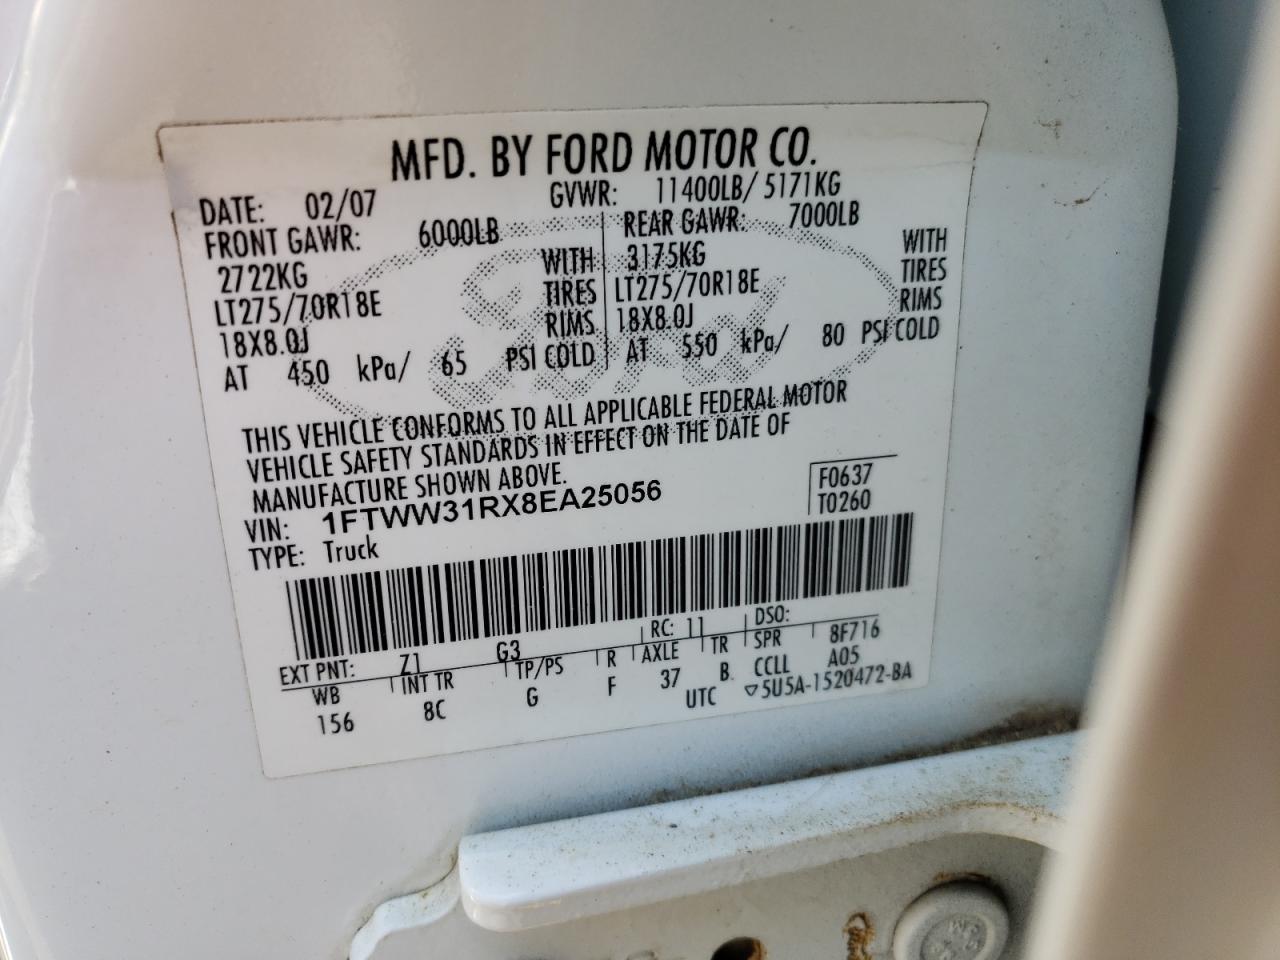 MFD. BY FORD MOTOR CO.
DATE: 02/07 GVWR: 11400LB/ 5171KG
FRONT GAWR: 6000LB REAR GAWR: 7000LB
2722KG WITH 3175KG WITH
LT275/70R18E TIRES LT275/70R18E TIRES
18X8.0J RIMS 18X8.0J RIMS
AT 450 kPa/ 65 PSI COLD AT 550 kPa/ 80 PSI COLD
THIS VEHICLE CONFORMS TO ALL APPLICABLE FEDERAL MOTOR
VEHICLE SAFETY STANDARDS IN EFFECT ON THE DATE OF
MANUFACTURE SHOWN ABOVE.
VIN: 1FTWW31RX8EA25056 F0637
TYPE: Truck T0260
EXT PNT: Z1 G3 RC: 11 DSO:
WB INT TR TP/PS R AXLE TR SPR 8F716
156 8C G F 37 B CCLL A05
UTC ▽5U5A-1520472-BA